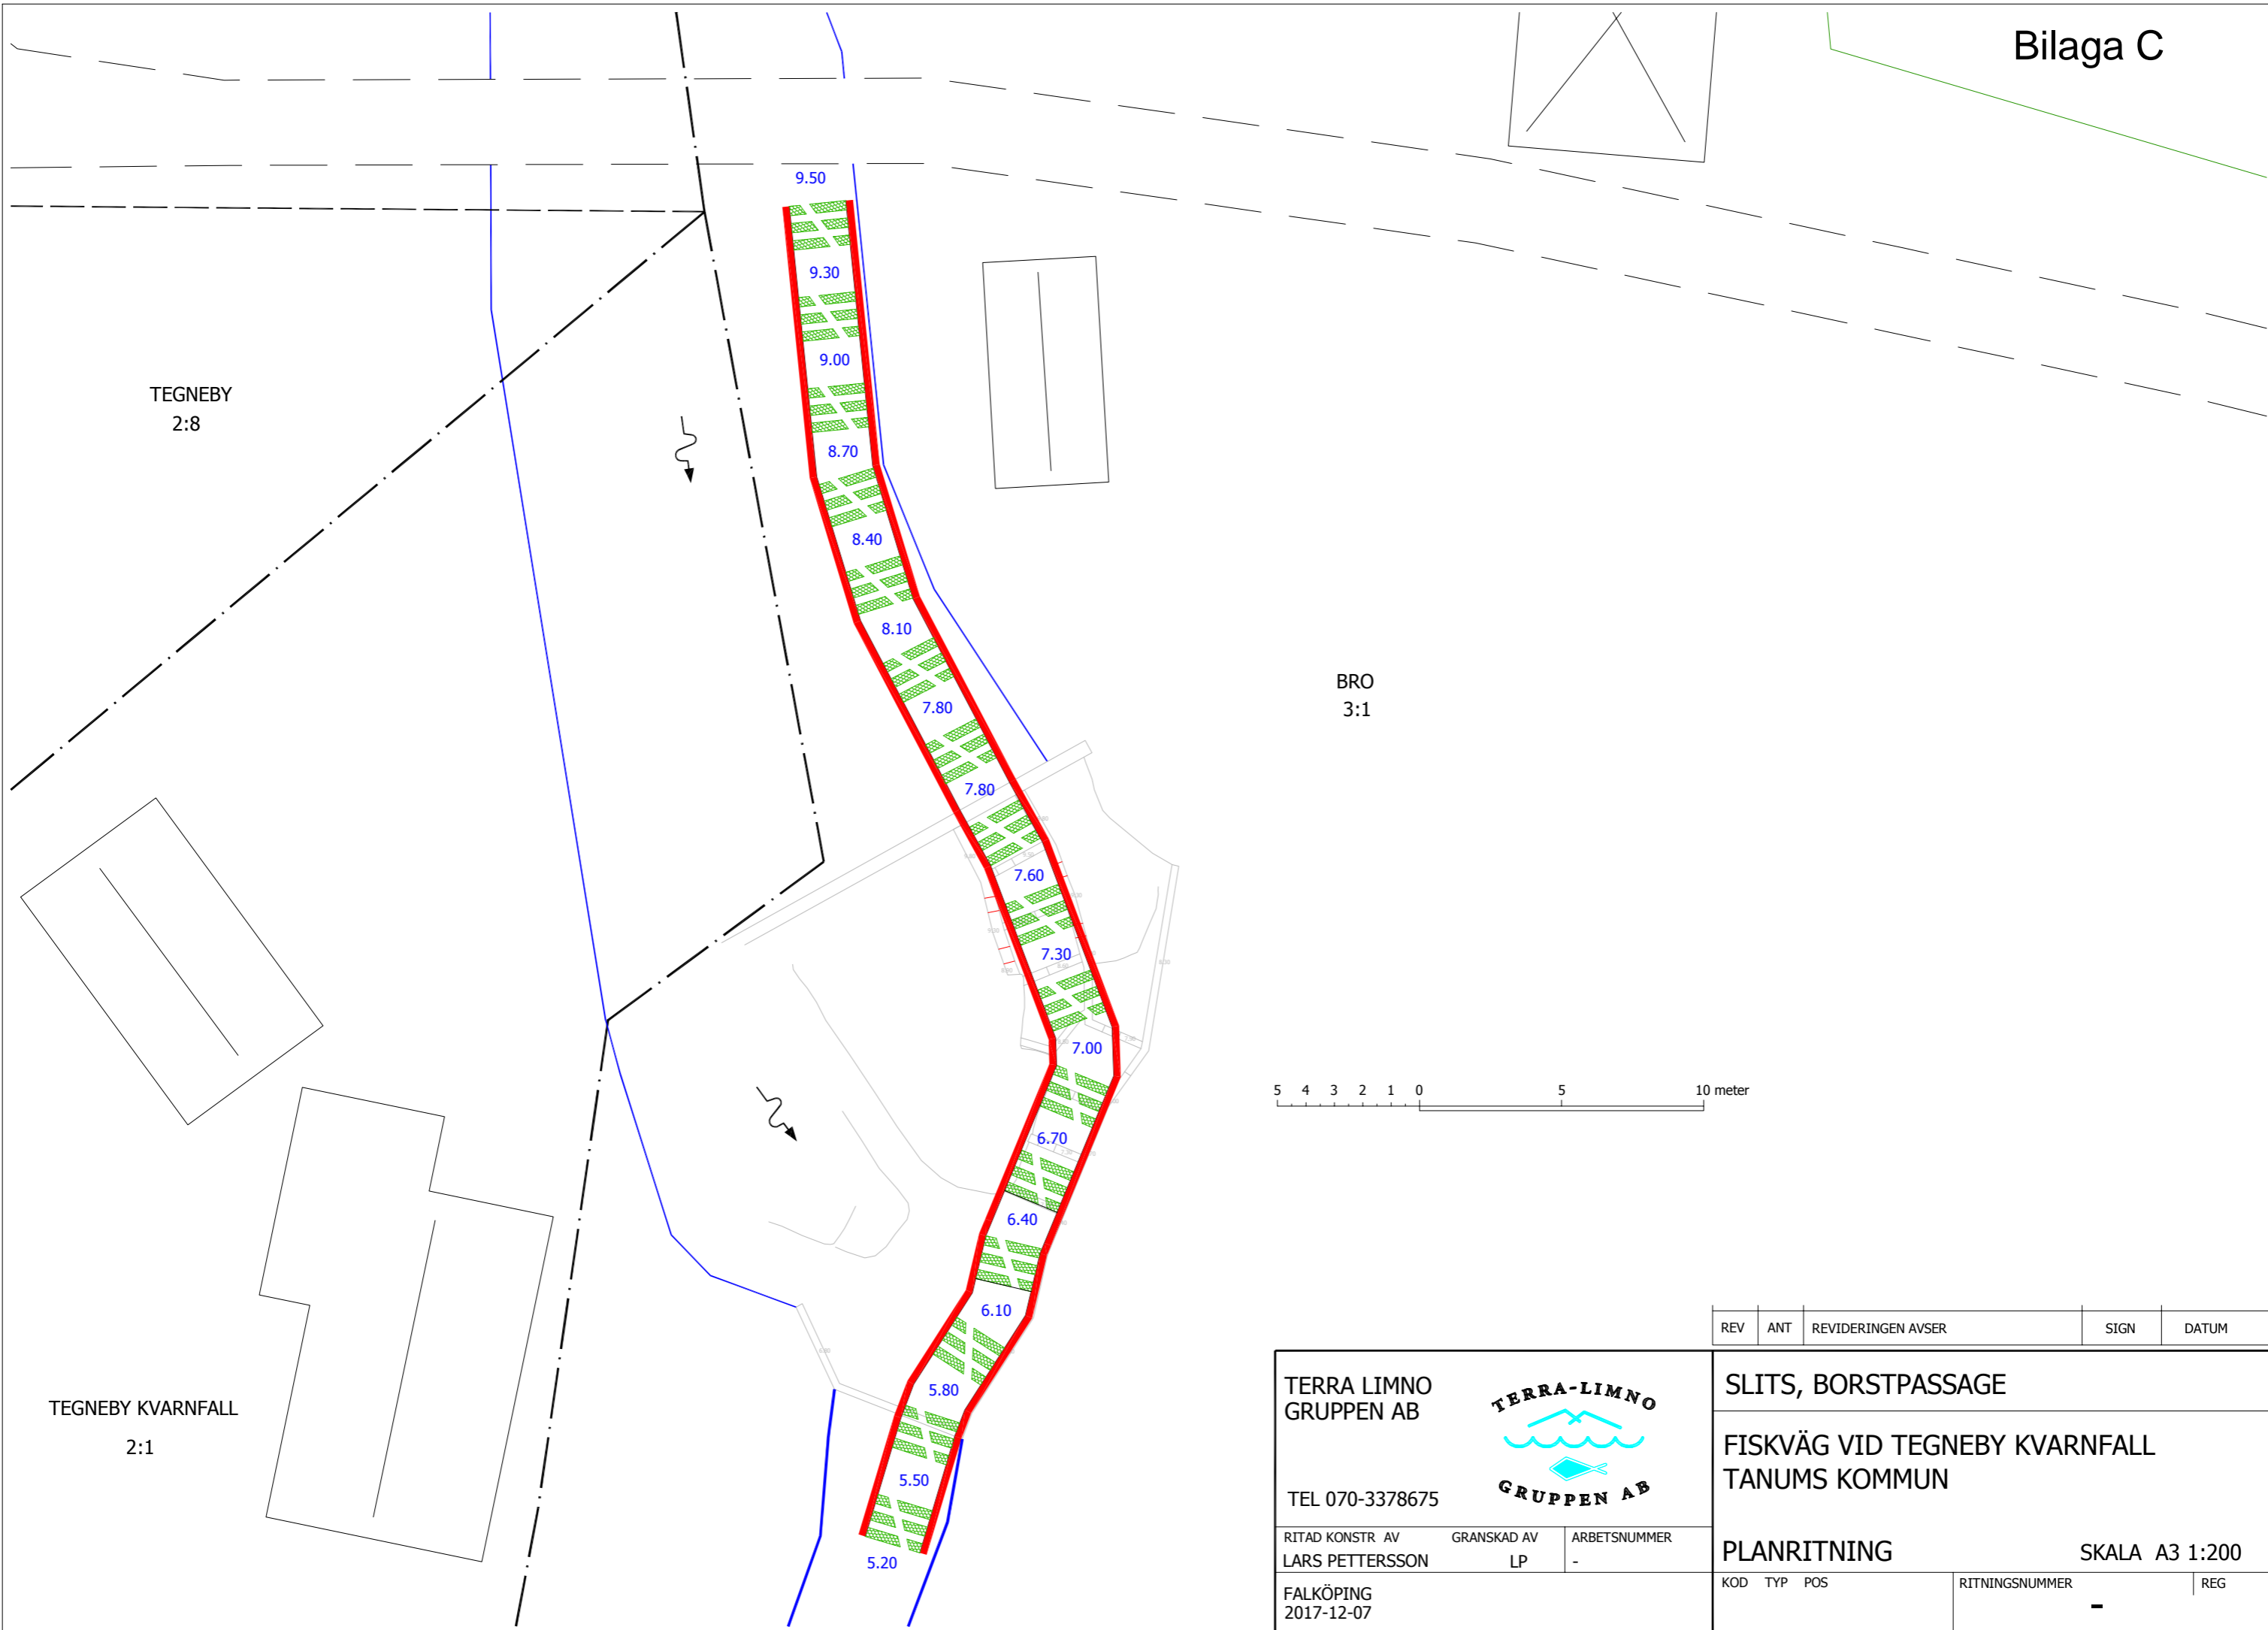 Bilaga C
9.50
9.30
9.00
TEGNEBY
2:8
8.70
8.40
8.10
BRO
3:1
7.80
7.80
7.60
7.30
7.00
5 4 3 2 1 0 5 10 meter
6.70
6.40
6.10
5.80
TEGNEBY KVARNFALL
2:1
5.50
5.20
REV ANT REVIDERINGEN AVSER SIGN DATUM
TERRA LIMNO
GRUPPEN AB
TERRA-LIMNO
GRUPPEN AB
TEL 070-3378675
SLITS, BORSTPASSAGE
FISKVÄG VID TEGNEBY KVARNFALL
TANUMS KOMMUN
RITAD KONSTR AV GRANSKAD AV ARBETSNUMMER
LARS PETTERSSON LP -
PLANRITNING SKALA A3 1:200
FALKÖPING
2017-12-07
KOD TYP POS RITNINGSNUMMER REG
-